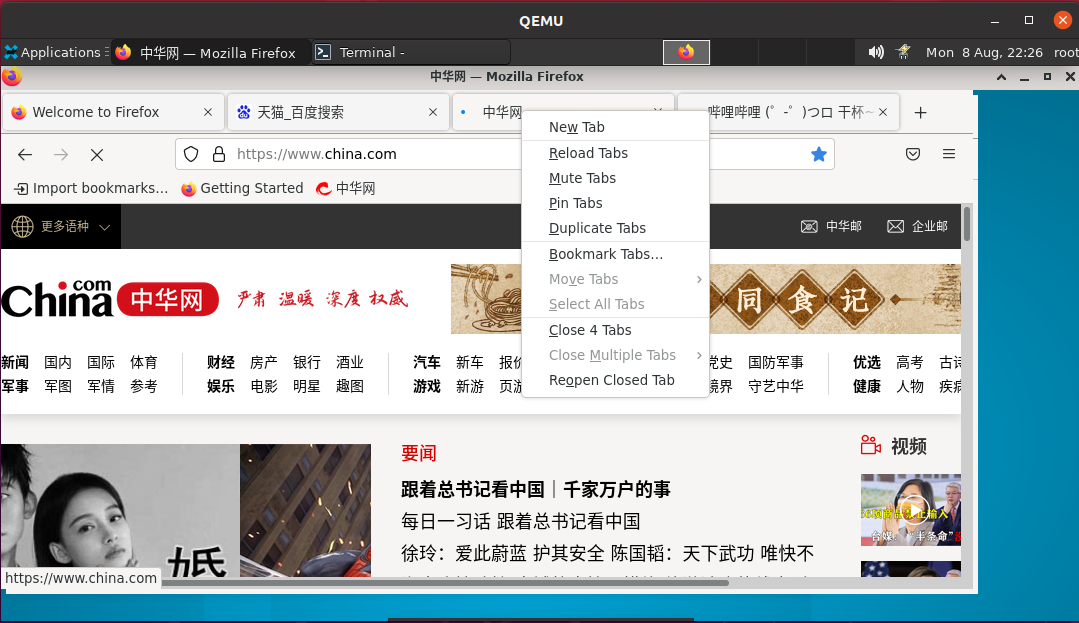 QEMU
Applications
中华网 — Mozilla Firefox
Terminal -
Mon 8 Aug, 22:26
root
中华网 — Mozilla Firefox
Welcome to Firefox
天猫_百度搜索
中华网
哔哩哔哩 (゜-゜)つロ 干杯~
https://www.china.com
Import bookmarks...
Getting Started
中华网
New Tab
Reload Tabs
Mute Tabs
Pin Tabs
Duplicate Tabs
Bookmark Tabs...
Move Tabs
Select All Tabs
Close 4 Tabs
Close Multiple Tabs
Reopen Closed Tab
更多语种
中华邮
企业邮
China.com 中华网
严肃 温暖 深度 权威
同食记
新闻 国内 国际 体育
财经 房产 银行 酒业
汽车 新车 报价
党史 国防军事
优选 高考 古诗
军事 军图 军情 参考
娱乐 电影 明星 趣图
游戏 新游 页游
境界 守艺中华
健康 人物 疾病
要闻
视频
跟着总书记看中国｜千家万户的事
每日一习话 跟着总书记看中国
徐玲：爱此蔚蓝 护其安全 陈国韬：天下武功 唯快不
https://www.china.com